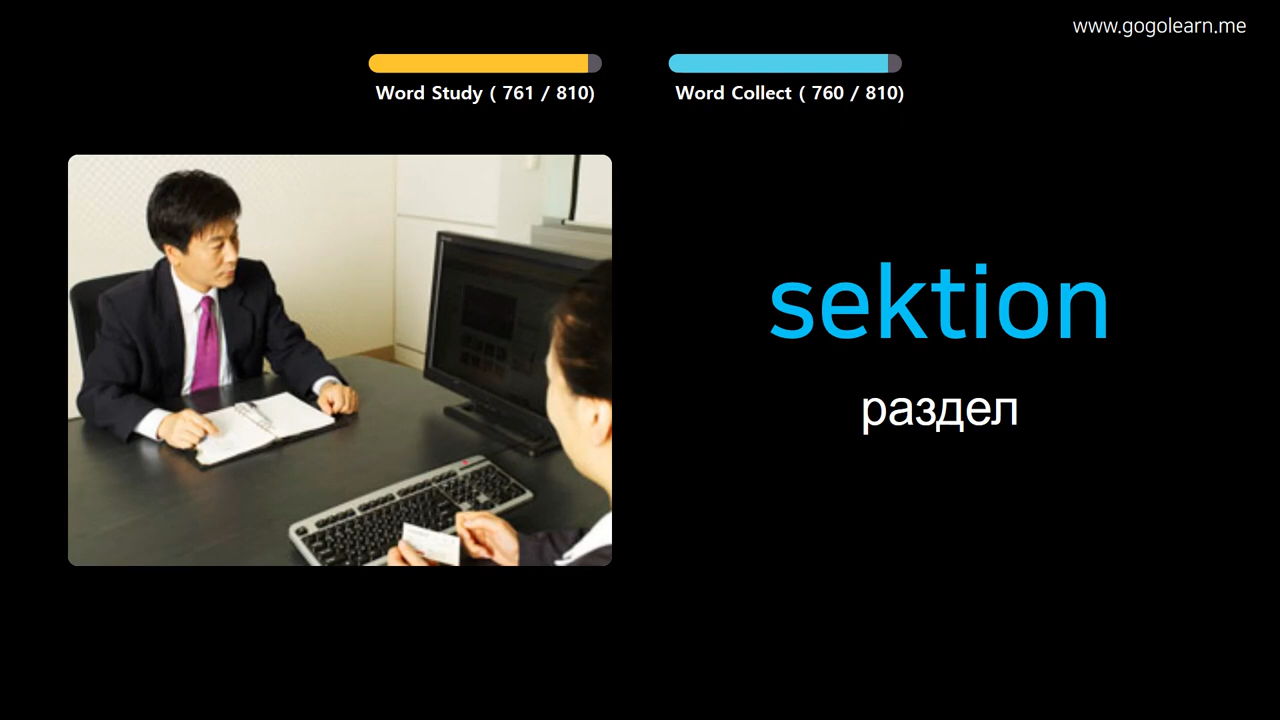 www.gogolearn.me
Word Study ( 761 / 810)
Word Collect ( 760 / 810)
sektion
раздел